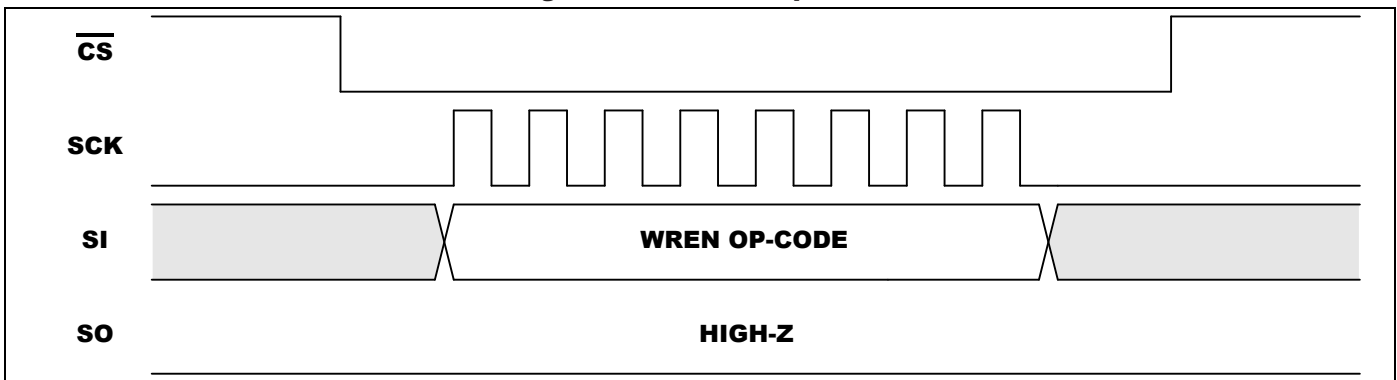 CS
SCK
SI
WREN OP-CODE
SO
HIGH-Z